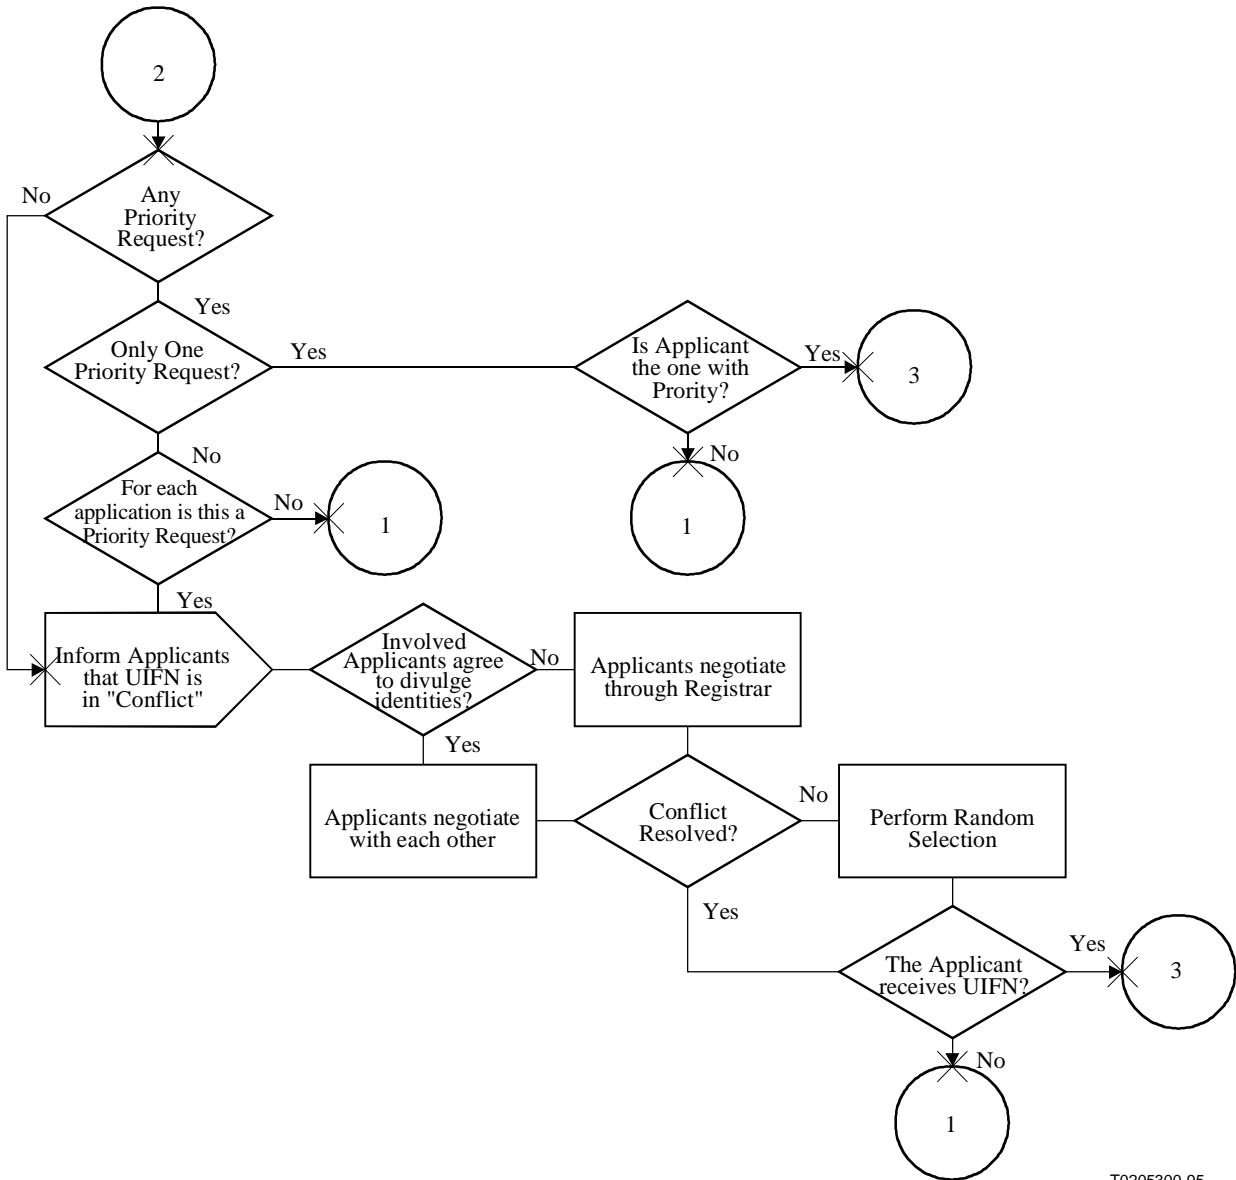 2
No
Any
Priority
Request?
Yes
Only One
Priority Request?
Yes
Is Applicant
the one with
Prority?
Yes
3
No
No
1
For each
application is this a
Priority Request?
No
1
Yes
Inform Applicants
that UIFN is
in "Conflict"
Involved
Applicants agree
to divulge
identities?
No
Applicants negotiate
through Registrar
Yes
Applicants negotiate
with each other
Conflict
Resolved?
No
Perform Random
Selection
Yes
The Applicant
receives UIFN?
Yes
3
No
1
T0205300-95